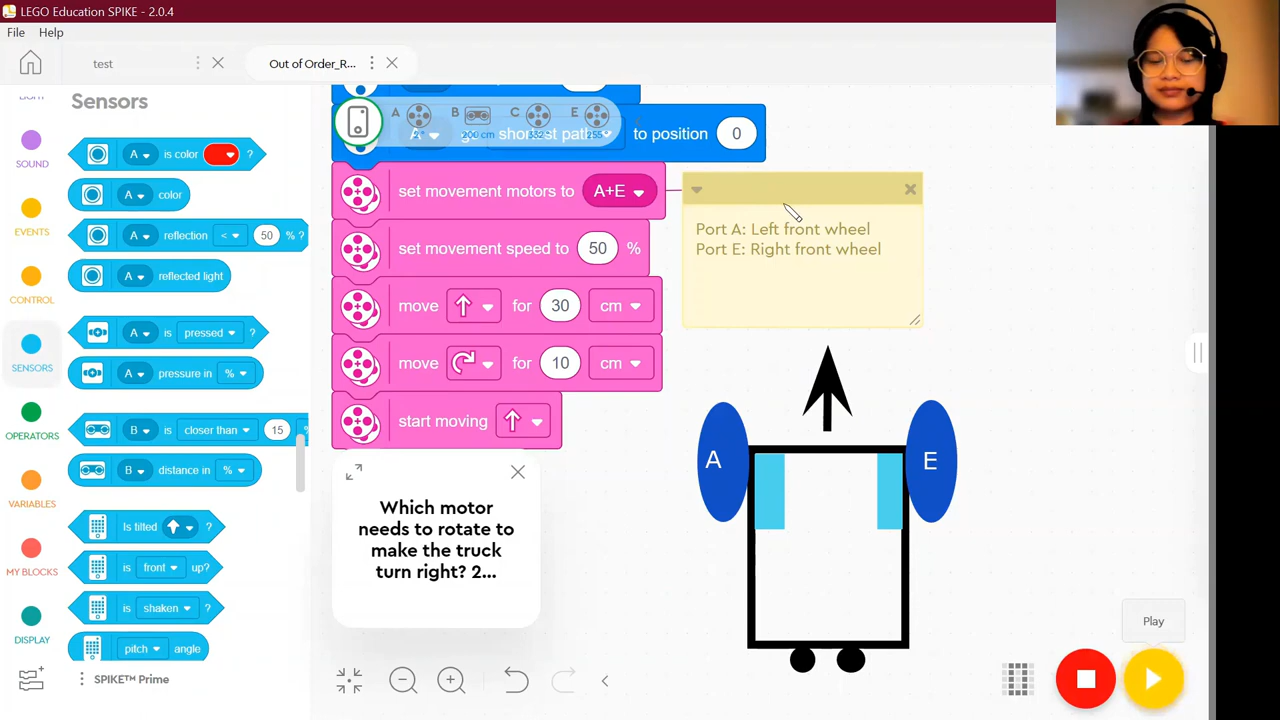 LEGO Education SPIKE - 2.0.4
File Help
test
Out of Order_R...
Sensors
SOUND
EVENTS
CONTROL
SENSORS
OPERATORS
VARIABLES
MY BLOCKS
DISPLAY
A is color ?
A color
A reflection < 50 % ?
A reflected light
A is pressed ?
A pressure in %
B is closer than 15
B distance in %
Is tilted ?
is front up?
is shaken ?
pitch angle
SPIKE™ Prime
A B C E
200 cm
A shortest path to position 0
set movement motors to A+E
set movement speed to 50 %
move for 30 cm
move for 10 cm
start moving
Port A: Left front wheel
Port E: Right front wheel
A E
Which motor
needs to rotate to
make the truck
turn right? 2...
Play